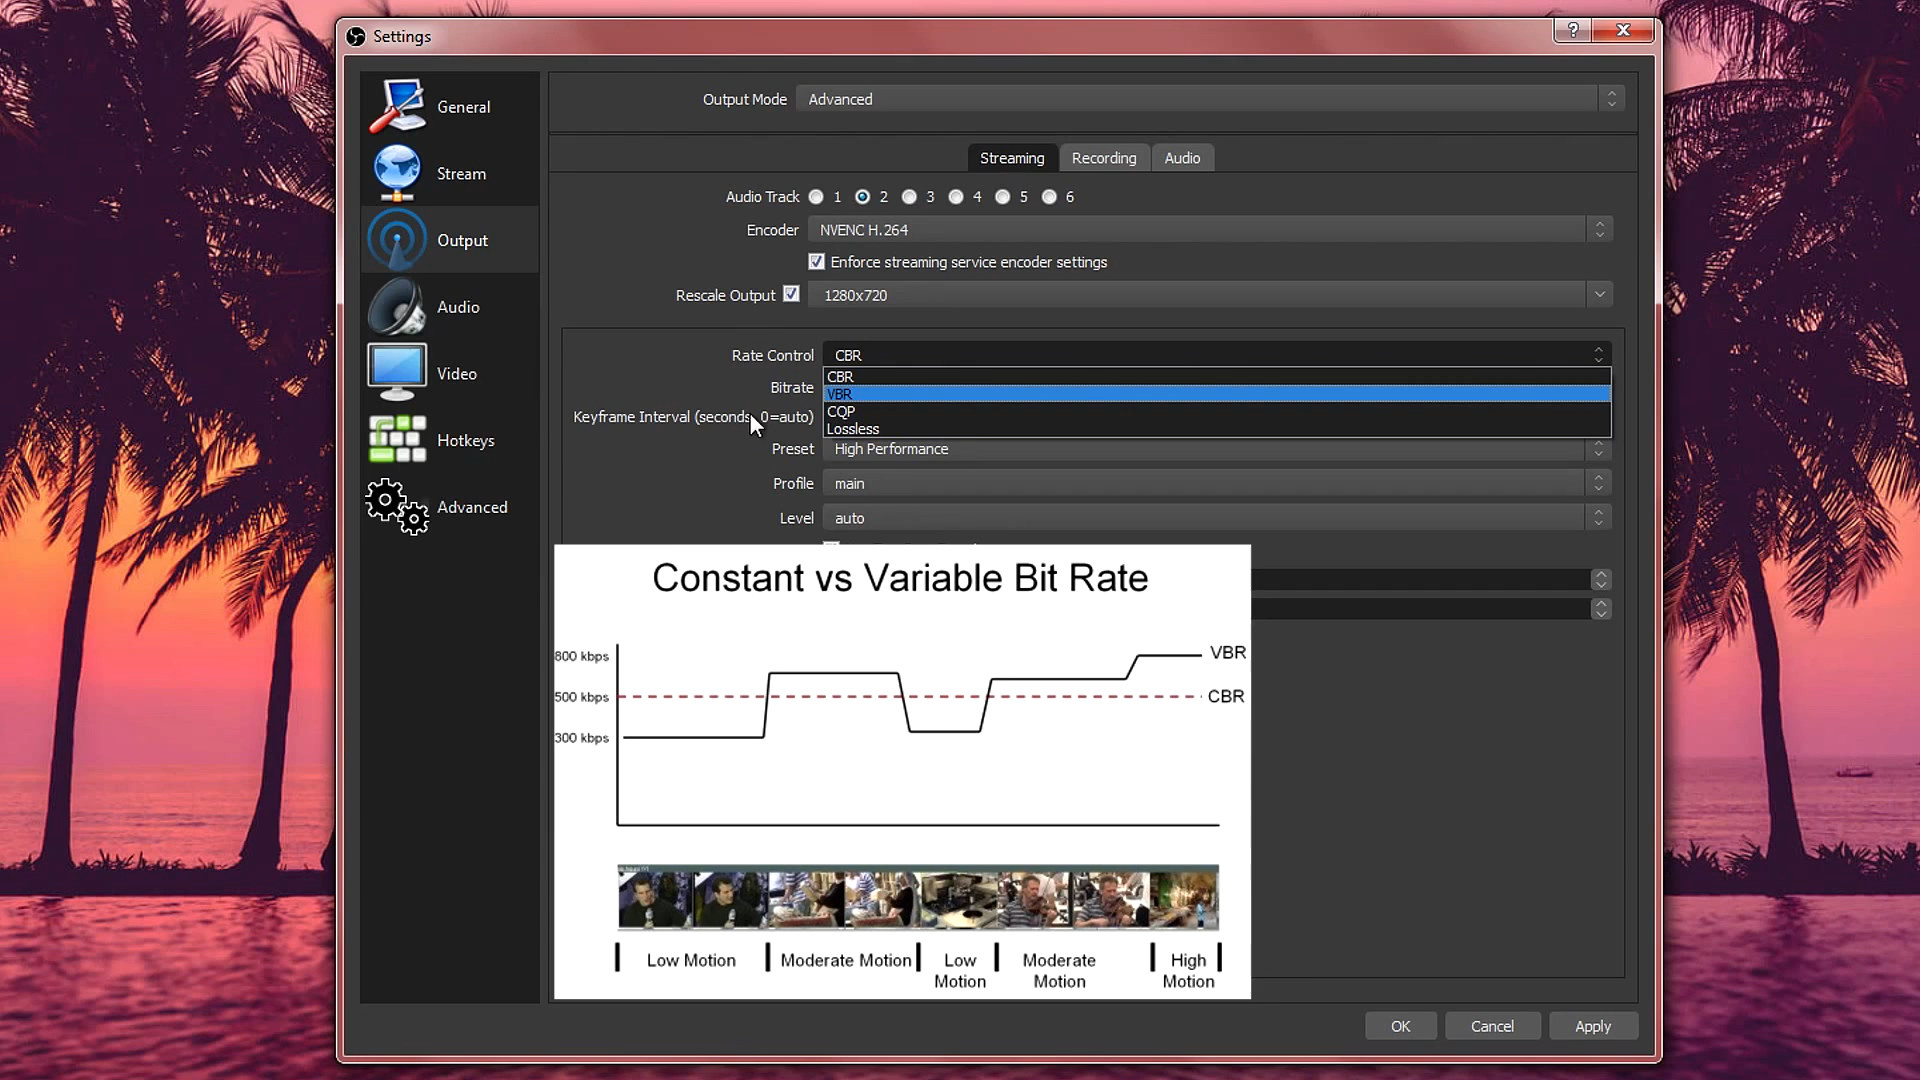 Settings
?
General
Stream
Output
Audio
Video
Hotkeys
Advanced
Output Mode Advanced
Streaming Recording Audio
Audio Track 1 2 3 4 5 6
Encoder NVENC H.264
Enforce streaming service encoder settings
Rescale Output 1280x720
Rate Control CBR
CBR
Bitrate
VBR
CQP
Keyframe Interval (seconds, 0=auto)
Lossless
Preset High Performance
Profile main
Level auto
Constant vs Variable Bit Rate
800 kbps
VBR
500 kbps
CBR
300 kbps
Low Motion
Moderate Motion
Low
Motion
Moderate
Motion
High
Motion
OK Cancel Apply